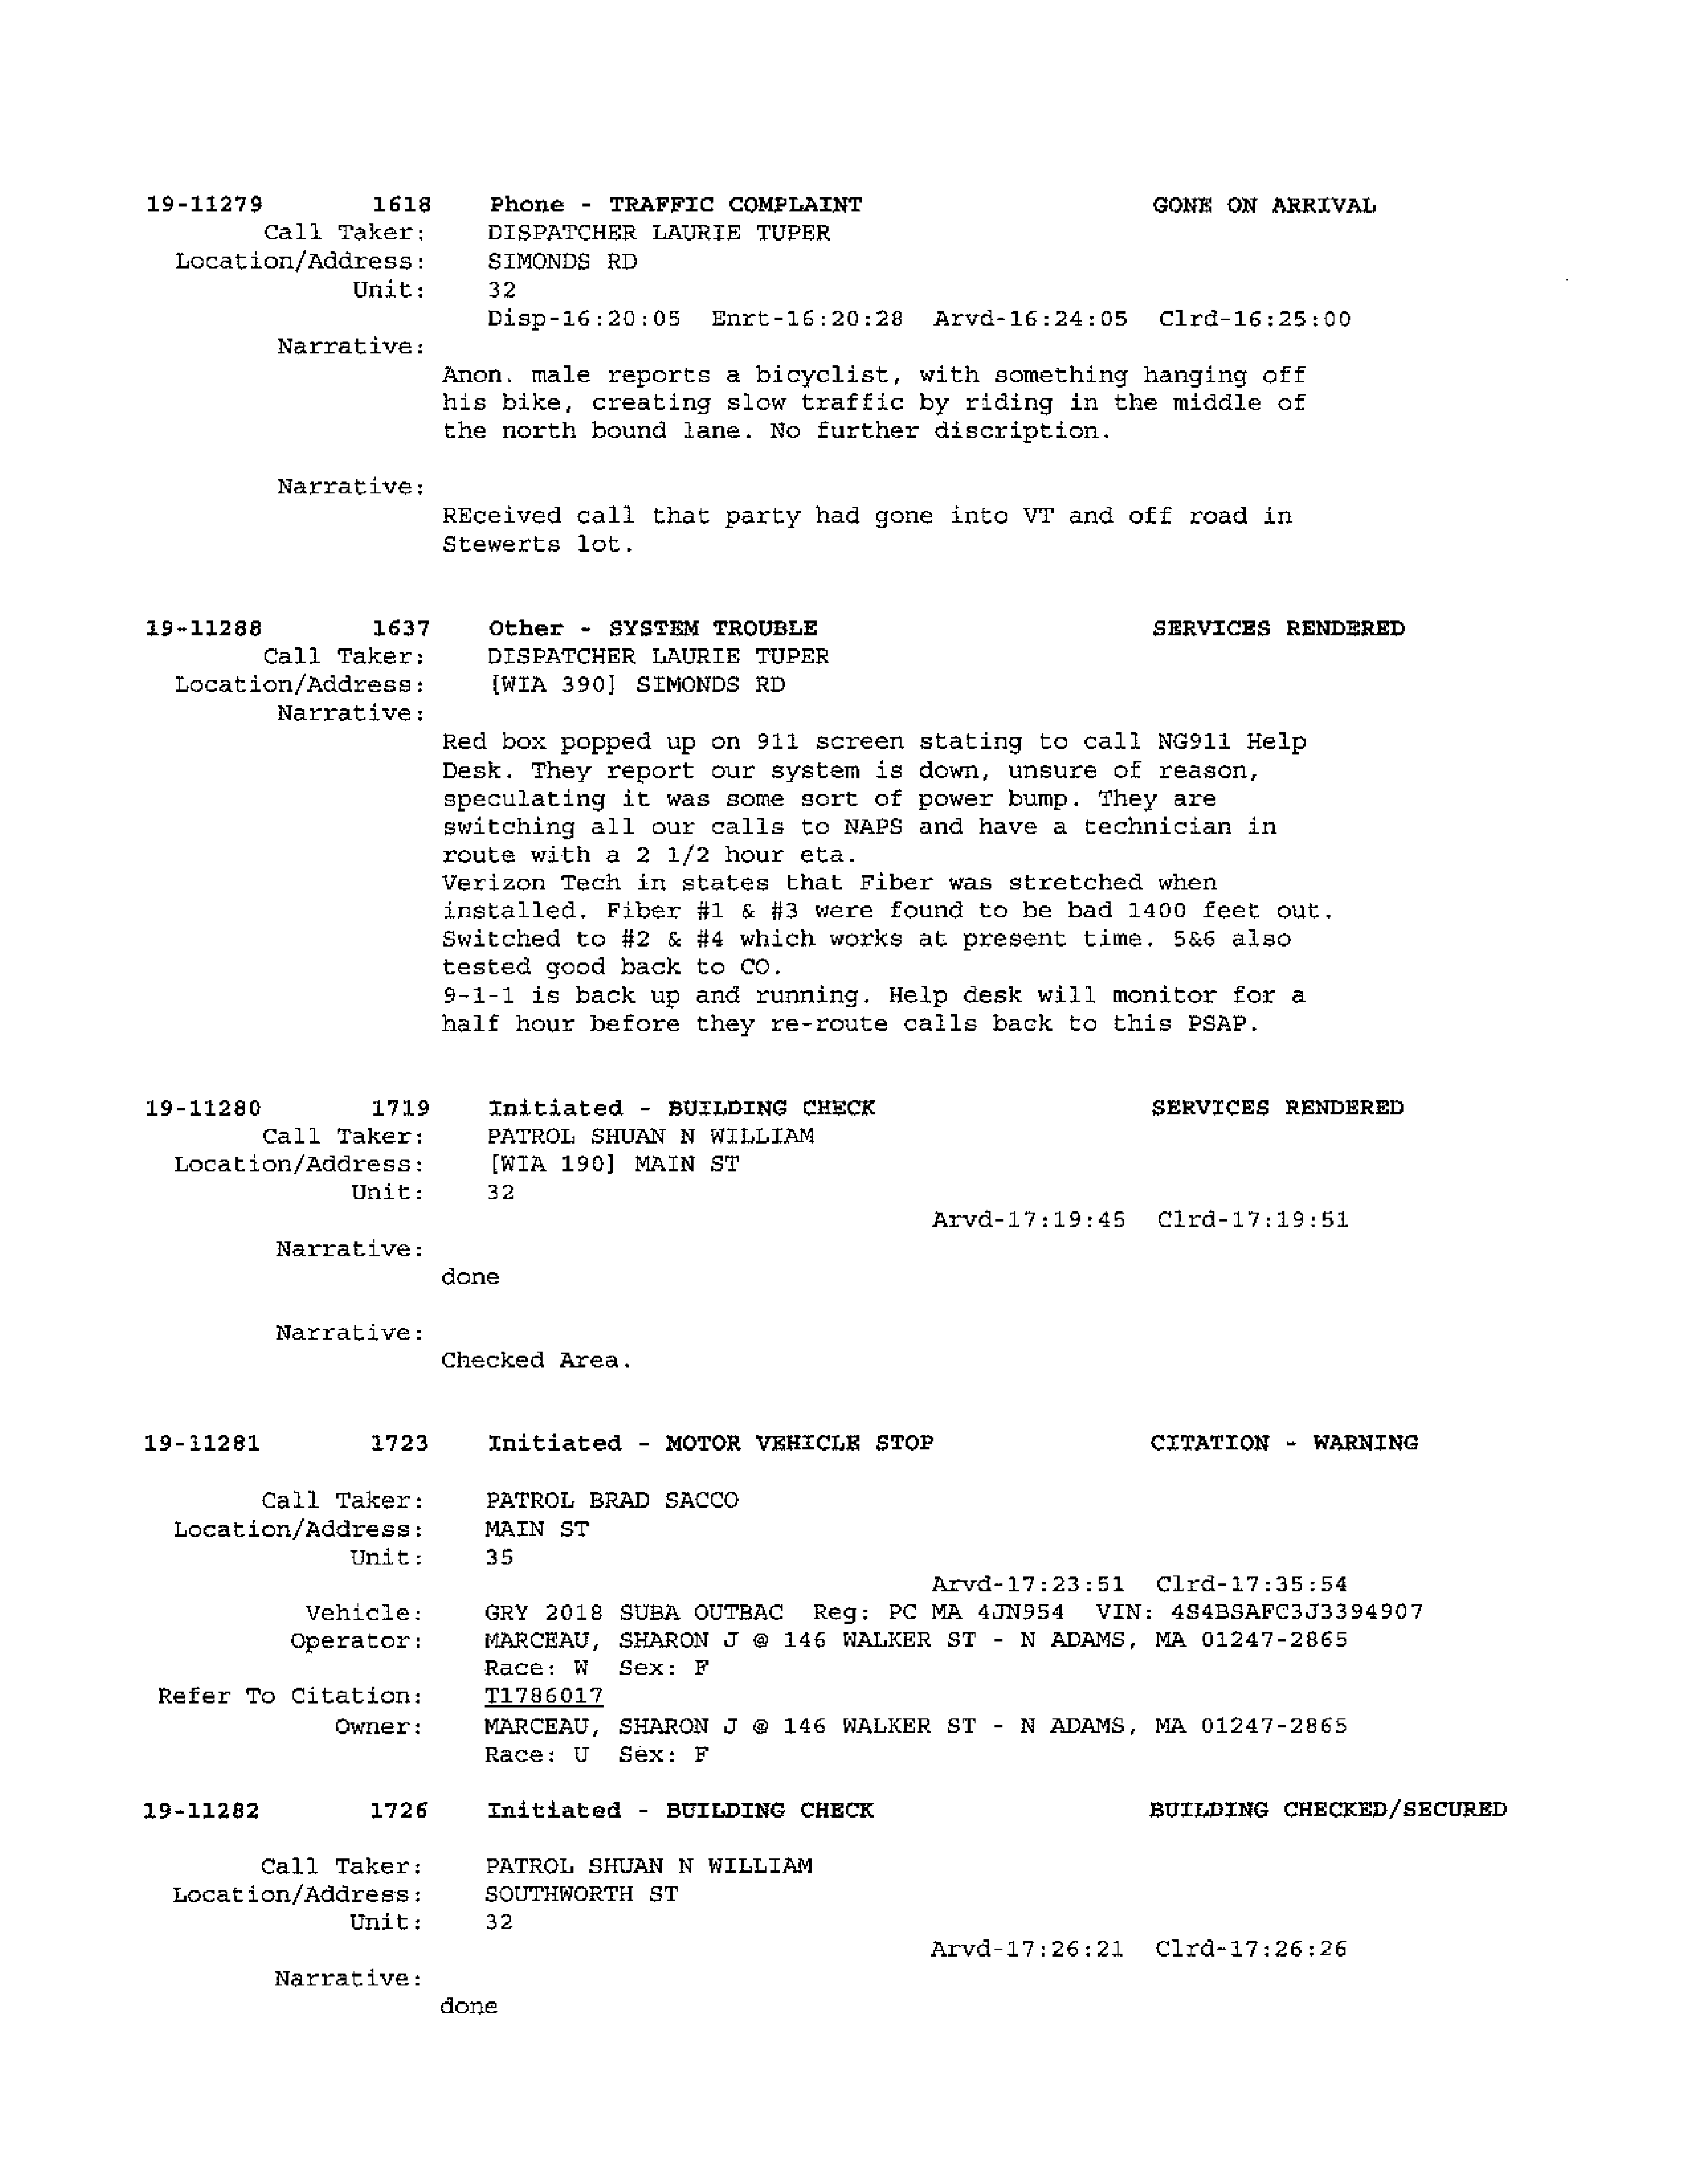 19-11279 1618 Phone - TRAFFIC COMPLAINT GONE ON ARRIVAL
Call Taker: DISPATCHER LAURIE TUPER
Location/Address: SIMONDS RD
Unit: 32
Disp-16:20:05 Enrt-16:20:28 Arvd-16:24:05 Clrd-16:25:00
Narrative:
Anon. male reports a bicyclist, with something hanging off
his bike, creating slow traffic by riding in the middle of
the north bound lane. No further discription.
Narrative:
REceived call that party had gone into VT and off road in
Stewerts lot.
19-11288 1637 Other - SYSTEM TROUBLE SERVICES RENDERED
Call Taker: DISPATCHER LAURIE TUPER
Location/Address: [WIA 390] SIMONDS RD
Narrative:
Red box popped up on 911 screen stating to call NG911 Help
Desk. They report our system is down, unsure of reason,
speculating it was some sort of power bump. They are
switching all our calls to NAPS and have a technician in
route with a 2 1/2 hour eta.
Verizon Tech in states that Fiber was stretched when
installed. Fiber #1 & #3 were found to be bad 1400 feet out.
Switched to #2 & #4 which works at present time. 5&6 also
tested good back to CO.
9-1-1 is back up and running. Help desk will monitor for a
half hour before they re-route calls back to this PSAP.
19-11280 1719 Initiated - BUILDING CHECK SERVICES RENDERED
Call Taker: PATROL SHUAN N WILLIAM
Location/Address: [WIA 190] MAIN ST
Unit: 32
Arvd-17:19:45 Clrd-17:19:51
Narrative:
done
Narrative:
Checked Area.
19-11281 1723 Initiated - MOTOR VEHICLE STOP CITATION - WARNING
Call Taker: PATROL BRAD SACCO
Location/Address: MAIN ST
Unit: 35
Arvd-17:23:51 Clrd-17:35:54
Vehicle: GRY 2018 SUBA OUTBAC Reg: PC MA 4JN954 VIN: 4S4BSAFC3J3394907
Operator: MARCEAU, SHARON J @ 146 WALKER ST - N ADAMS, MA 01247-2865
Race: W Sex: F
Refer To Citation: T1786017
Owner: MARCEAU, SHARON J @ 146 WALKER ST - N ADAMS, MA 01247-2865
Race: U Sex: F
19-11282 1726 Initiated - BUILDING CHECK BUILDING CHECKED/SECURED
Call Taker: PATROL SHUAN N WILLIAM
Location/Address: SOUTHWORTH ST
Unit: 32
Arvd-17:26:21 Clrd-17:26:26
Narrative:
done